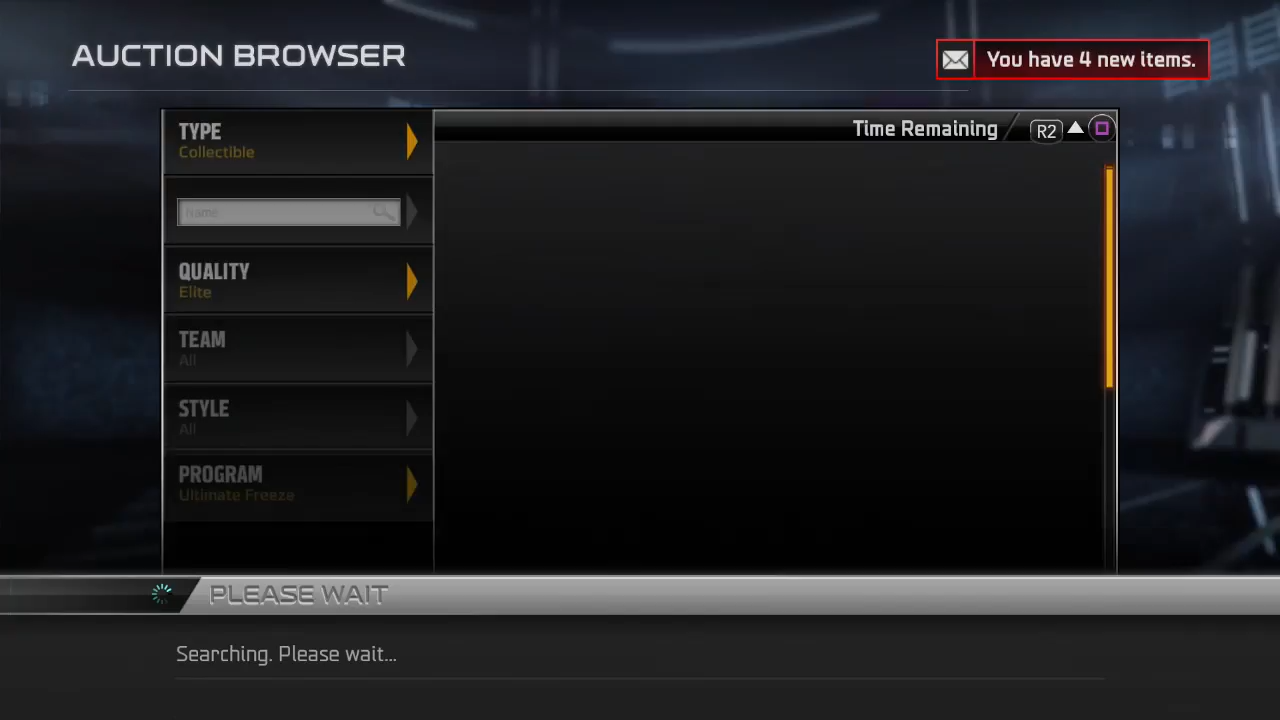 AUCTION BROWSER
You have 4 new items.
TYPE
Collectible
Time Remaining
R2
Name
QUALITY
Elite
TEAM
All
STYLE
All
PROGRAM
Ultimate Freeze
PLEASE WAIT
Searching. Please wait...